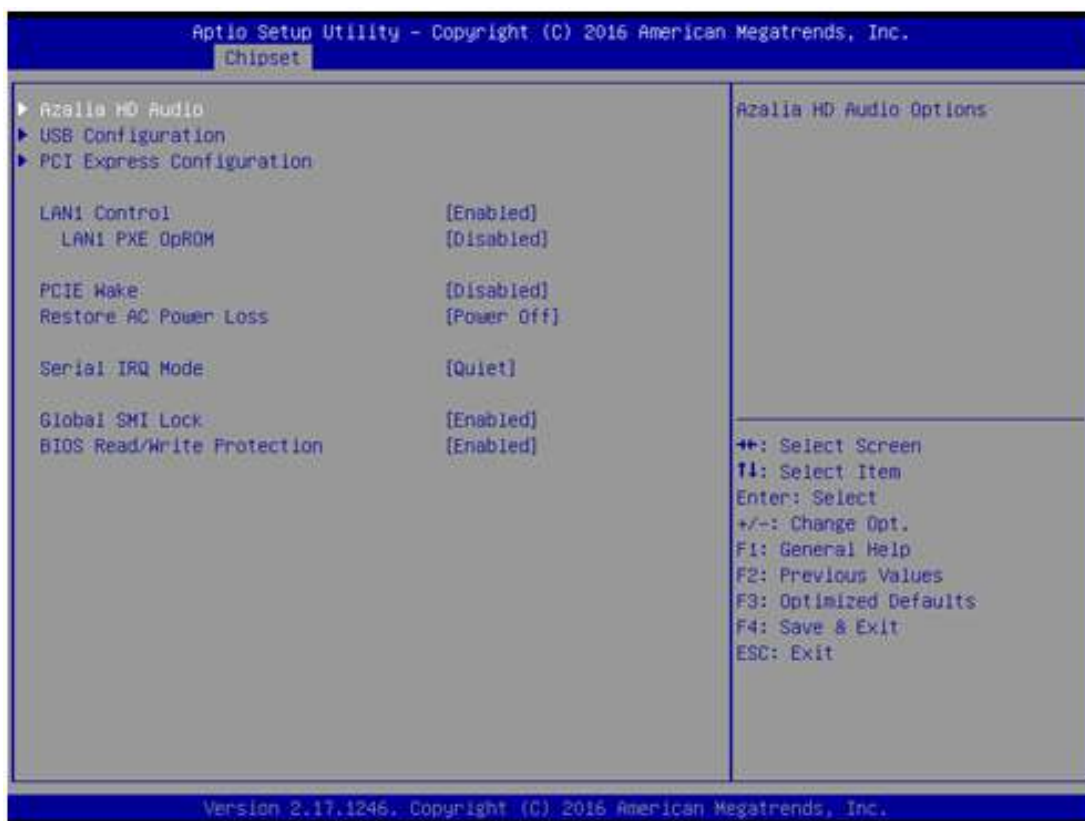 Aptio Setup Utility - Copyright (C) 2016 American Megatrends, Inc.
Chipset
Azalia HD Audio
USB Configuration
PCI Express Configuration
LAN1 Control [Enabled]
LAN1 PXE OpROM [Disabled]
PCIE Wake [Disabled]
Restore AC Power Loss [Power Off]
Serial IRQ Mode [Quiet]
Global SMI Lock [Enabled]
BIOS Read/Write Protection [Enabled]
Azalia HD Audio Options
→←: Select Screen
↑↓: Select Item
Enter: Select
+/-: Change Opt.
F1: General Help
F2: Previous Values
F3: Optimized Defaults
F4: Save & Exit
ESC: Exit
Version 2.17.1246. Copyright (C) 2016 American Megatrends, Inc.